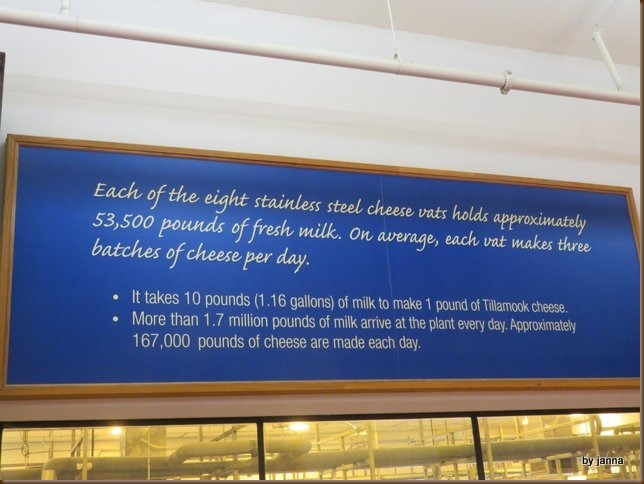 Each of the eight stainless steel cheese vats holds approximately
53,500 pounds of fresh milk. On average, each vat makes three
batches of cheese per day.
• It takes 10 pounds (1.16 gallons) of milk to make 1 pound of Tillamook cheese.
• More than 1.7 million pounds of milk arrive at the plant every day. Approximately
167,000 pounds of cheese are made each day.
by janna